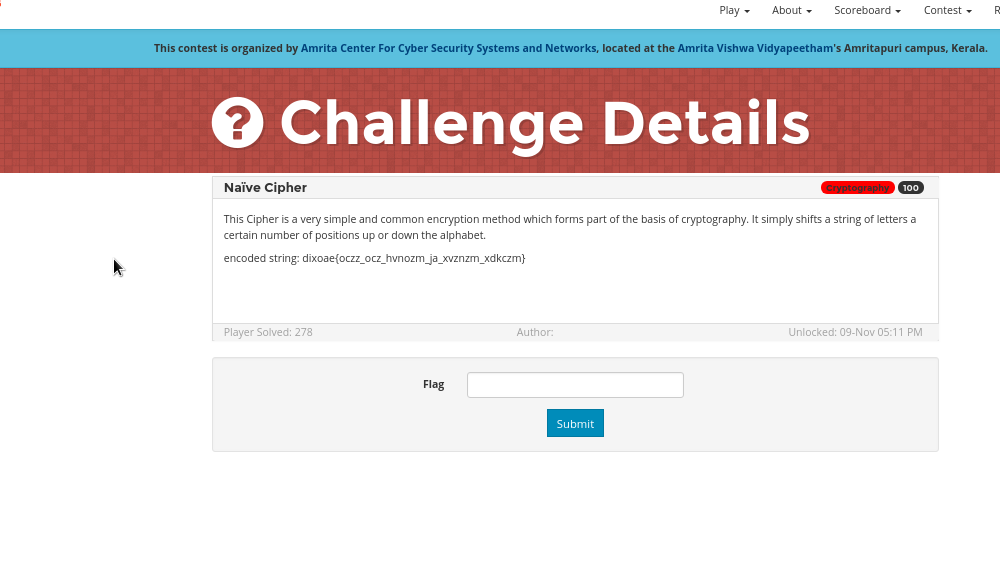 Play About Scoreboard Contest R
This contest is organized by Amrita Center For Cyber Security Systems and Networks, located at the Amrita Vishwa Vidyapeetham's Amritapuri campus, Kerala.
? Challenge Details
Naïve Cipher Cryptography 100
This Cipher is a very simple and common encryption method which forms part of the basis of cryptography. It simply shifts a string of letters a
certain number of positions up or down the alphabet.
encoded string: dixoae{oczz_ocz_hvnozm_ja_xvznzm_xdkczm}
Player Solved: 278 Author: Unlocked: 09-Nov 05:11 PM
Flag
Submit